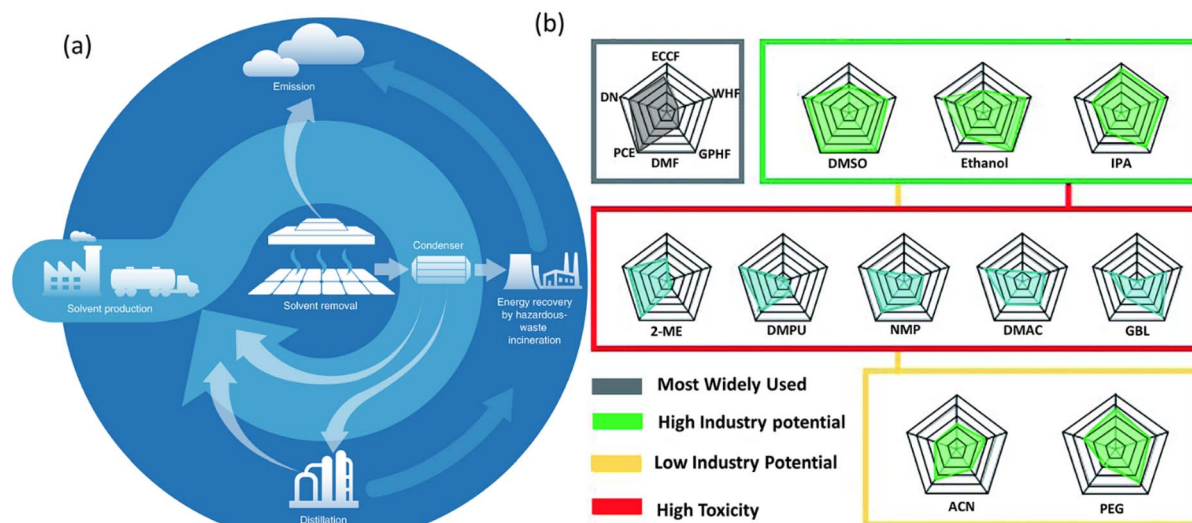 (a)
Emission
Solvent production
Solvent removal
Condenser
Energy recovery
by hazardous-
waste
incineration
Distillation
(b)
ECCF
DN
WHF
PCE
GPHF
DMF
DMSO
Ethanol
IPA
2-ME
DMPU
NMP
DMAC
GBL
Most Widely Used
High Industry potential
Low Industry Potential
High Toxicity
ACN
PEG